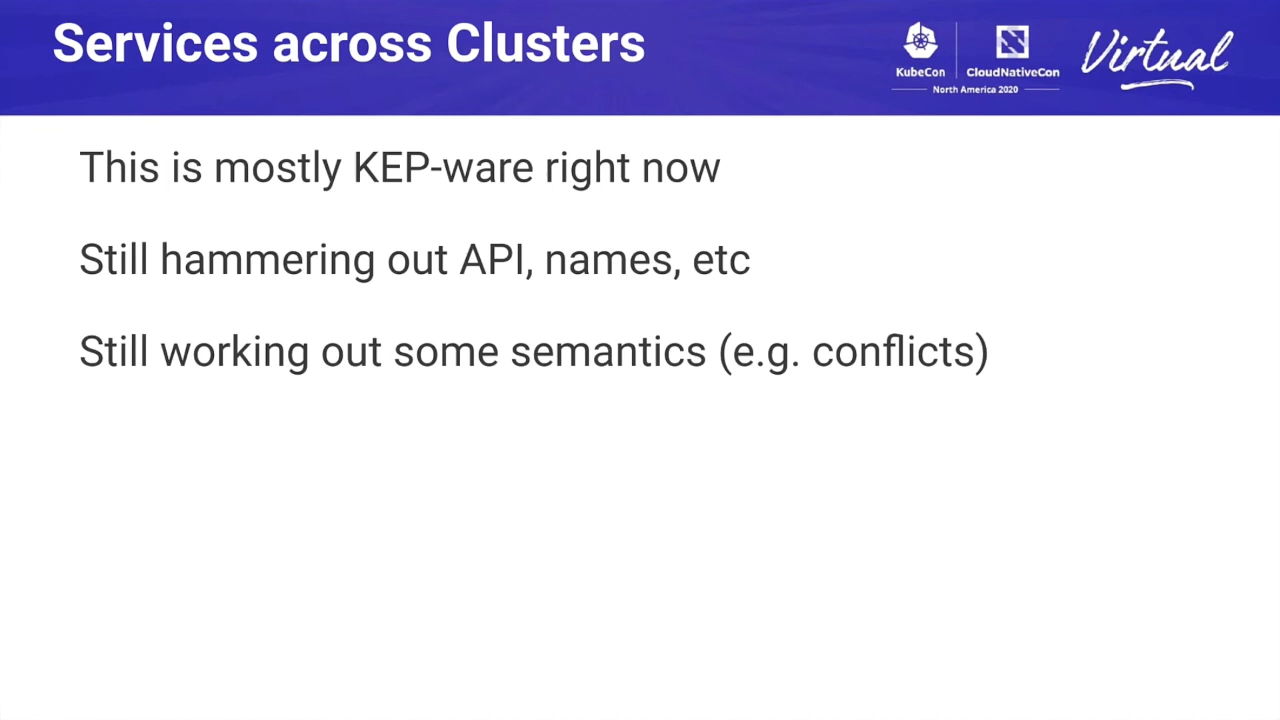 Services across Clusters
KubeCon
CloudNativeCon
North America 2020
Virtual
This is mostly KEP-ware right now
Still hammering out API, names, etc
Still working out some semantics (e.g. conflicts)